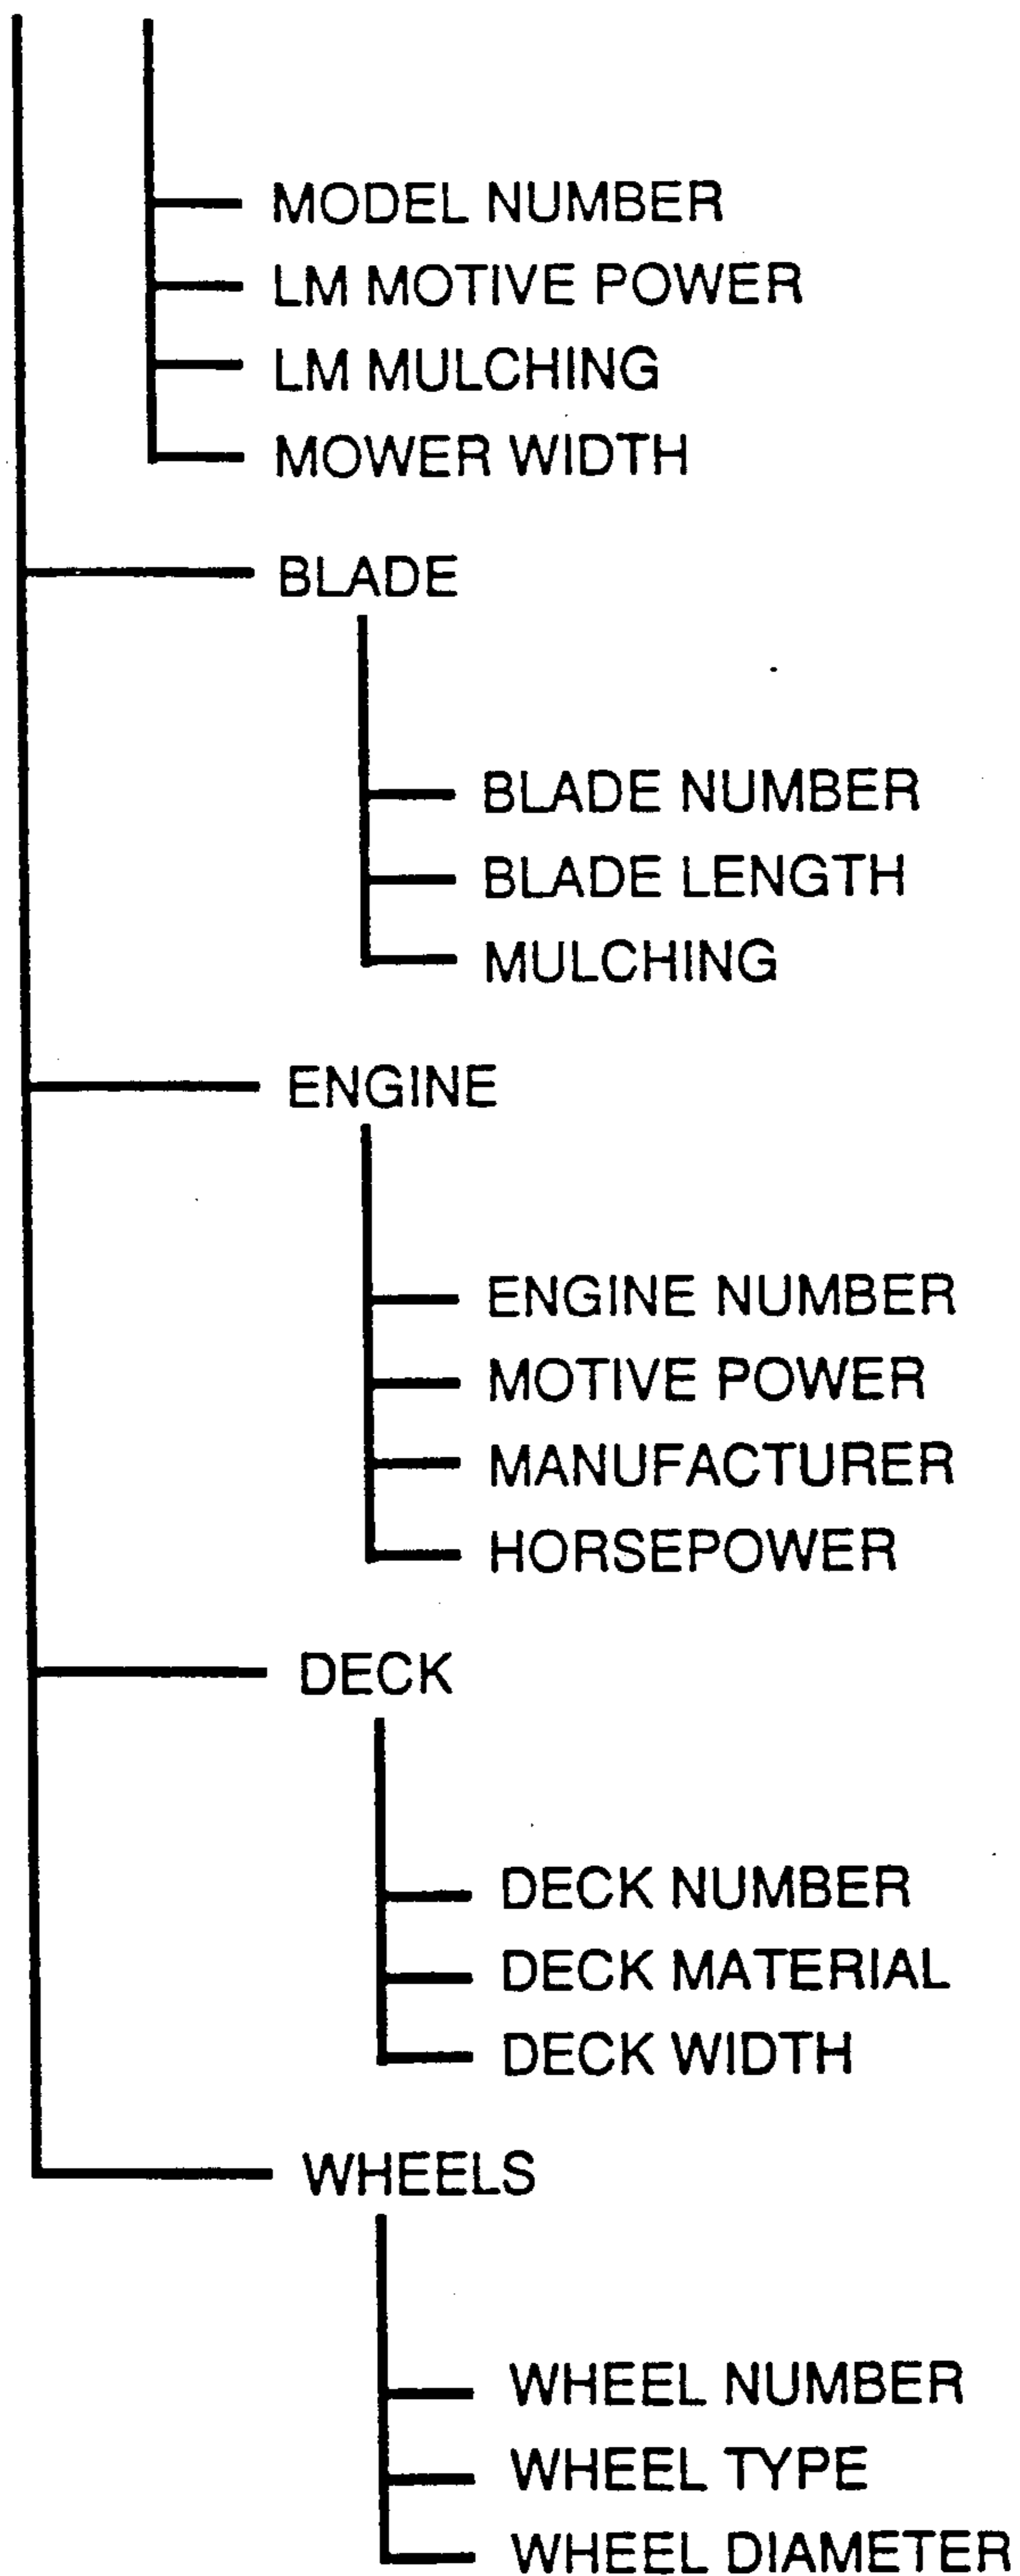 MODEL NUMBER
LM MOTIVE POWER
LM MULCHING
MOWER WIDTH
BLADE
BLADE NUMBER
BLADE LENGTH
MULCHING
ENGINE
ENGINE NUMBER
MOTIVE POWER
MANUFACTURER
HORSEPOWER
DECK
DECK NUMBER
DECK MATERIAL
DECK WIDTH
WHEELS
WHEEL NUMBER
WHEEL TYPE
WHEEL DIAMETER